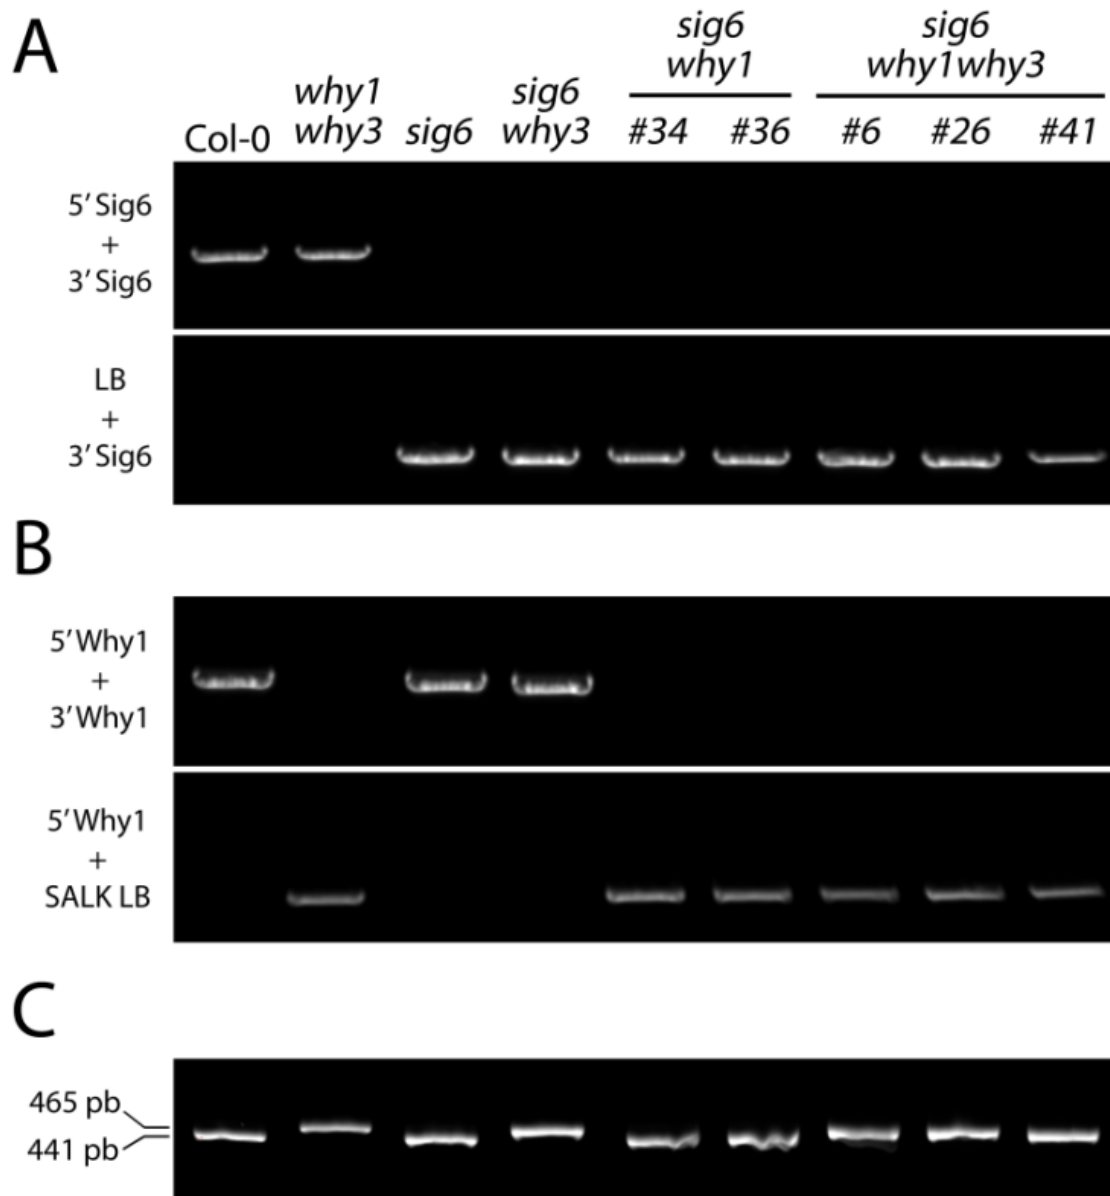 A
sig6
why1
sig6
why1why3
why1
why3
sig6
why3
Col-0
sig6
#34
#36
#6
#26
#41
5’Sig6
+
3’Sig6
LB
+
3’Sig6
B
5’Why1
+
3’Why1
5’Why1
+
SALK LB
C
465 pb
441 pb